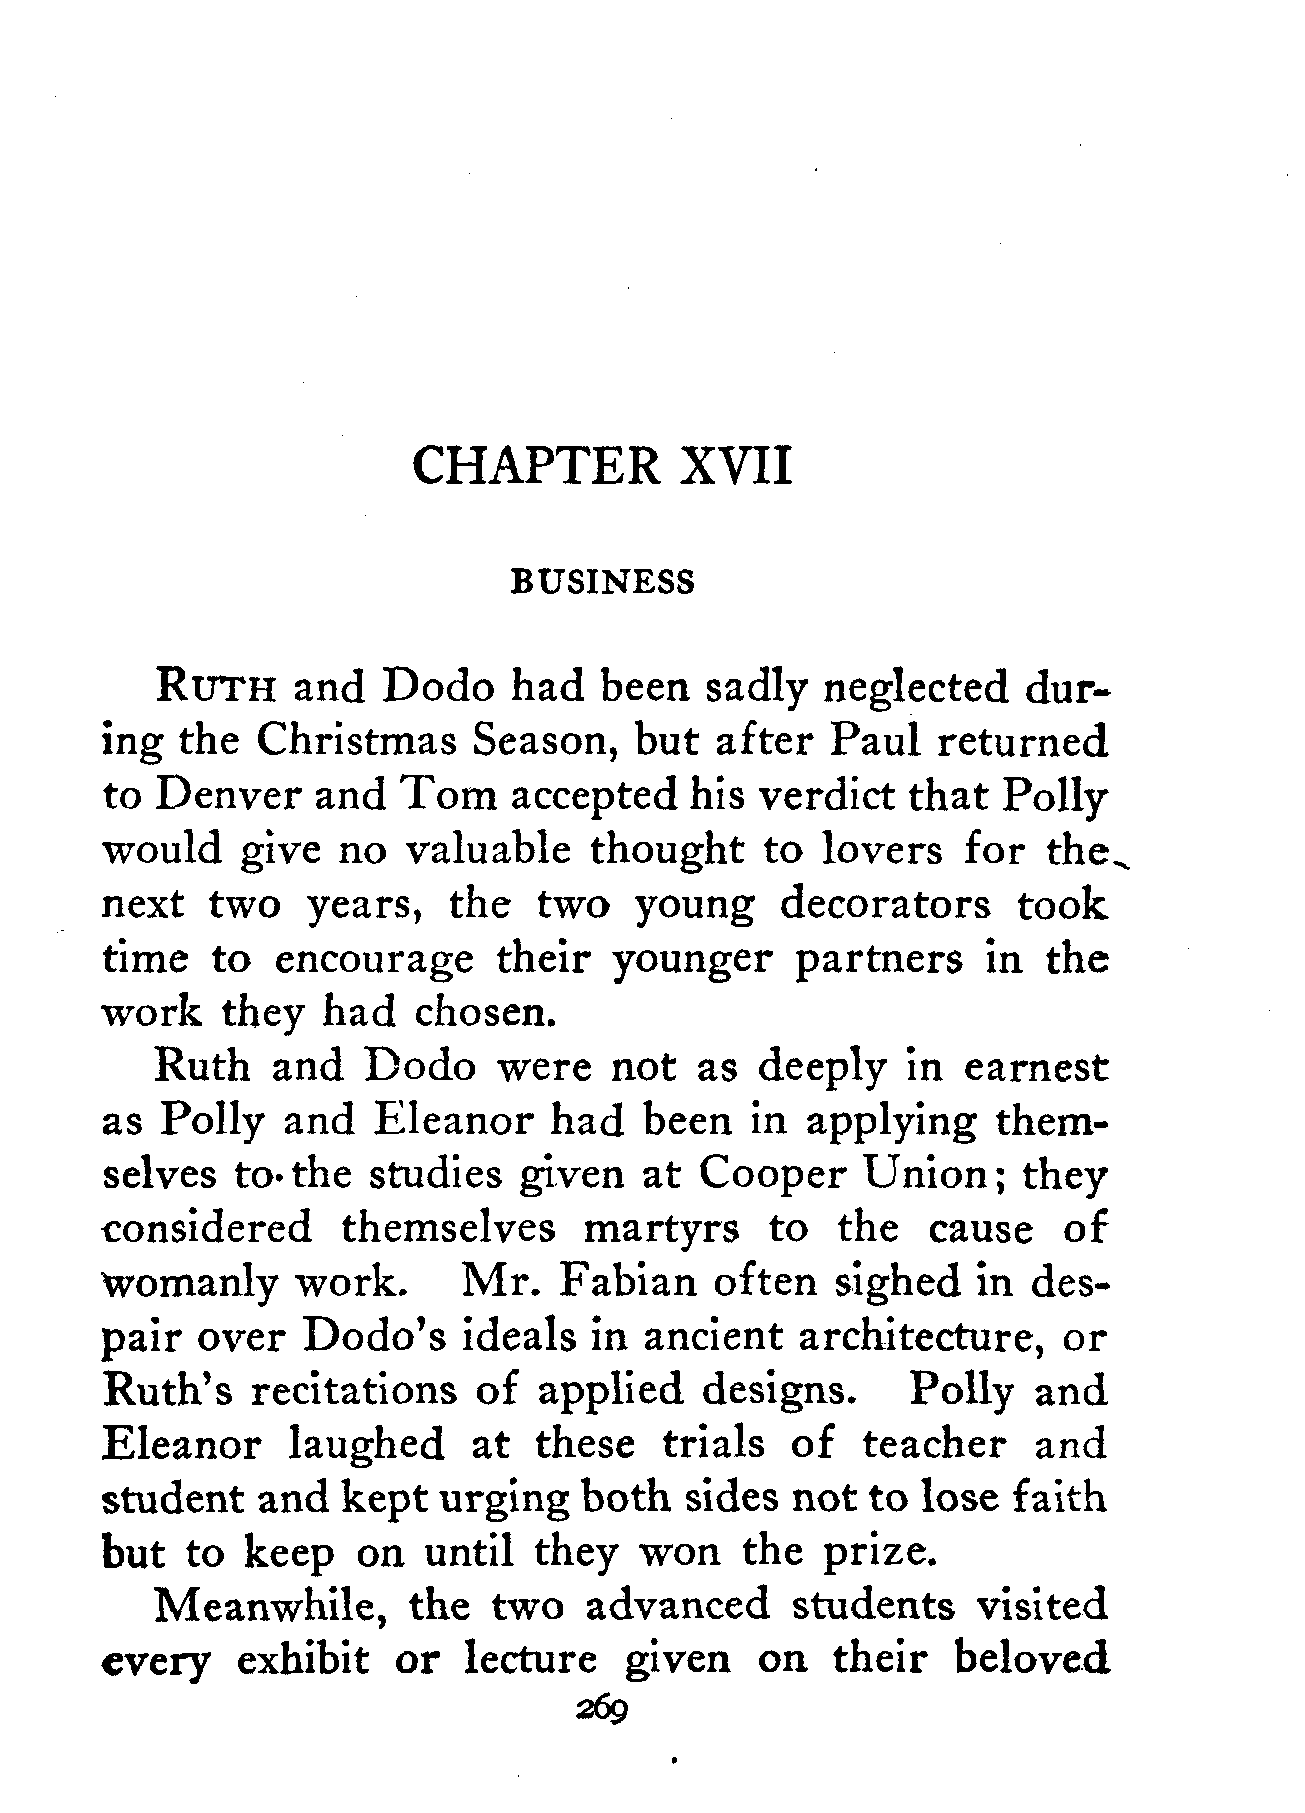 CHAPTER XVII
BUSINESS
RUTH and Dodo had been sadly neglected dur-
ing the Christmas Season, but after Paul returned
to Denver and Tom accepted his verdict that Polly
would give no valuable thought to lovers for the
next two years, the two young decorators took
time to encourage their younger partners in the
work they had chosen.
Ruth and Dodo were not as deeply in earnest
as Polly and Eleanor had been in applying them-
selves to the studies given at Cooper Union; they
considered themselves martyrs to the cause of
womanly work. Mr. Fabian often sighed in des-
pair over Dodo's ideals in ancient architecture, or
Ruth's recitations of applied designs. Polly and
Eleanor laughed at these trials of teacher and
student and kept urging both sides not to lose faith
but to keep on until they won the prize.
Meanwhile, the two advanced students visited
every exhibit or lecture given on their beloved
269